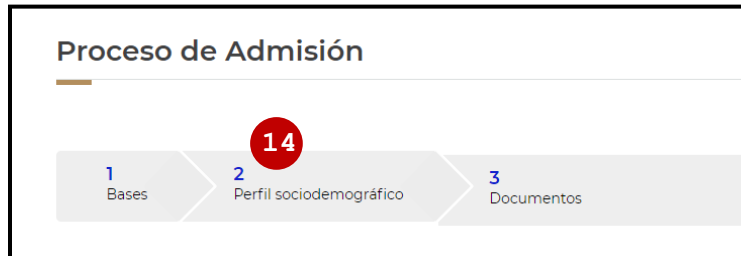 Proceso de Admisión
14
1
Bases
2
Perfil sociodemográfico
3
Documentos